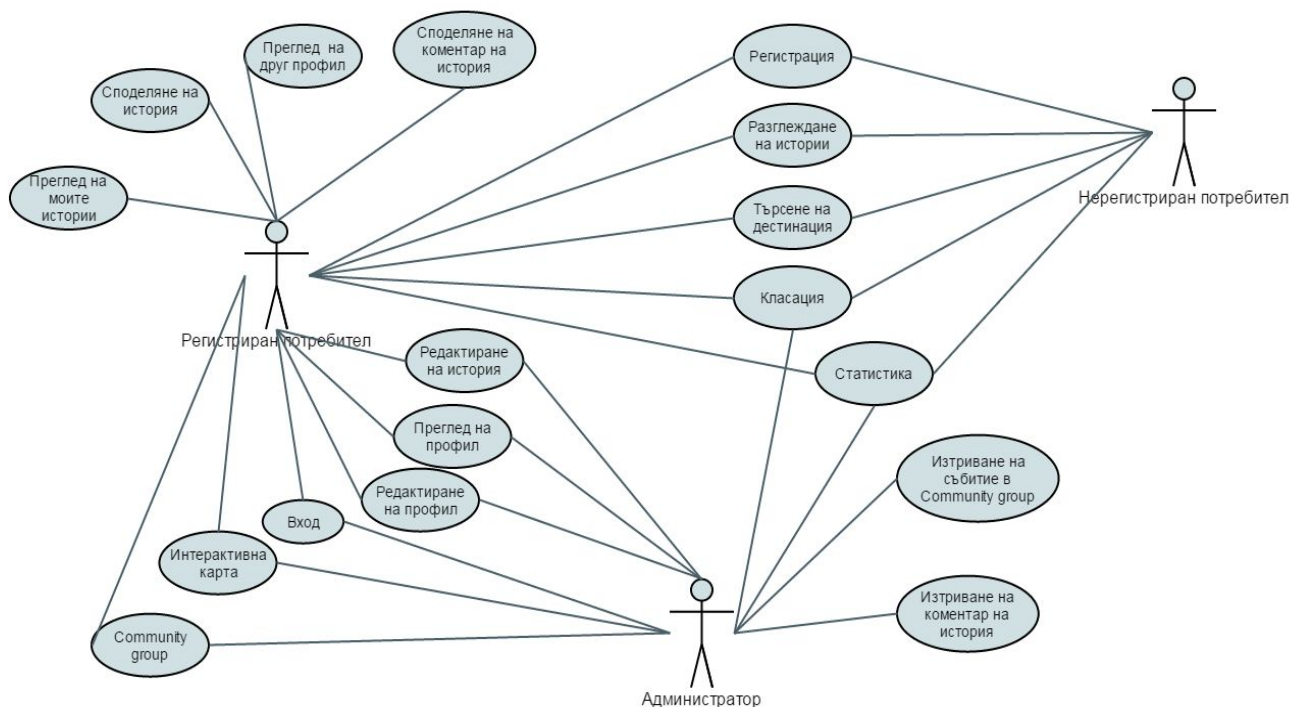 Споделяне на
коментар на
история
Преглед на
друг профил
Споделяне на
история
Преглед на
моите
истории
Регистрация
Разглеждане
на истории
Търсене на
дестинация
Класация
Статистика
Нерегистриран потребител
Регистриран потребител
Редактиране
на история
Преглед на
профил
Редактиране
на профил
Вход
Интерактивна
карта
Community
group
Изтриване на
събитие в
Community group
Изтриване на
коментар на
история
Администратор